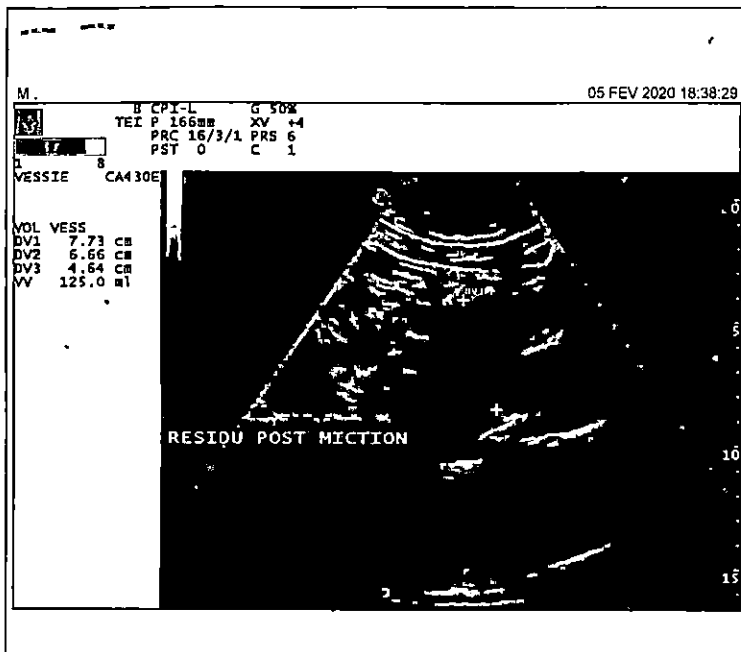 M.
05 FEV 2020 18:38:29
B CPI-L G 50%
TEI P 166mm XV +4
PRC 16/3/1 PRS 6
PST 0 C 1
1 8
VESSIE CA430E
VOL VESS
DV1 7.73 cm
DV2 6.66 cm
DV3 4.64 cm
VV 125.0 ml
0
5
RESIDU POST MICTION
10
15